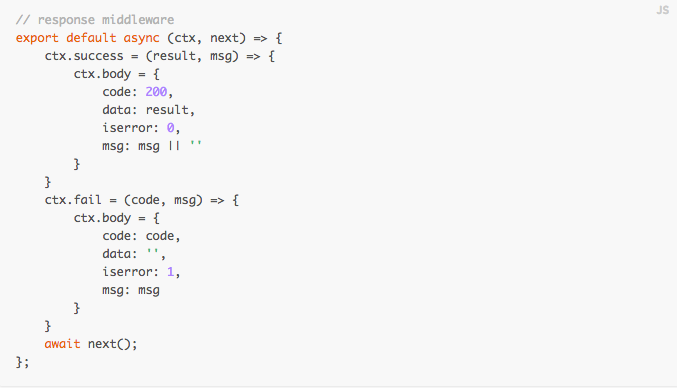 JS
// response middleware
export default async (ctx, next) => {
    ctx.success = (result, msg) => {
        ctx.body = {
            code: 200,
            data: result,
            iserror: 0,
            msg: msg || ''
        }
    }
    ctx.fail = (code, msg) => {
        ctx.body = {
            code: code,
            data: '',
            iserror: 1,
            msg: msg
        }
    }
    await next();
};